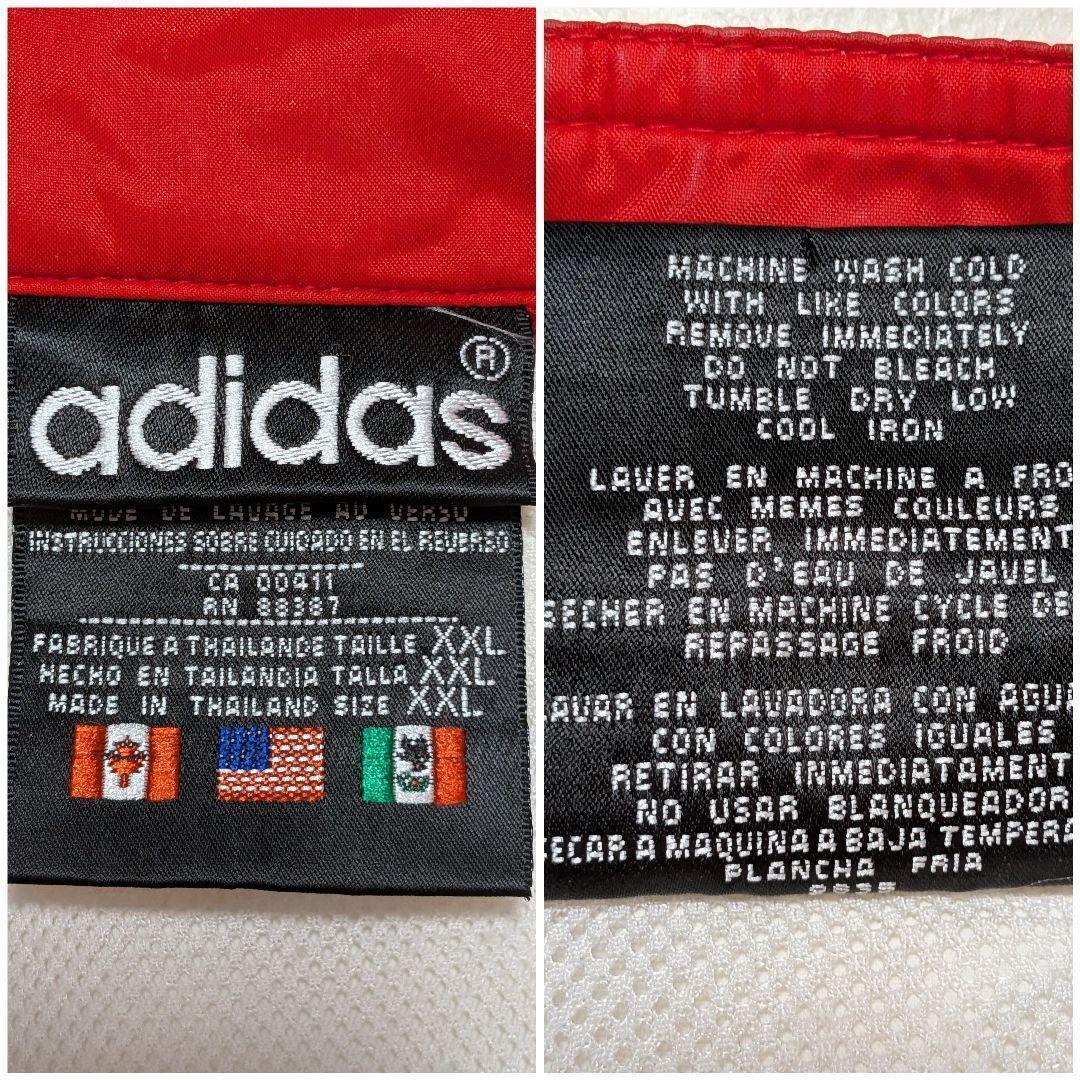 adidas®
MODE DE LAVAGE AU VERSO
INSTRUCCIONES SOBRE CUIDADO EN EL REVERSO
CA 00411
RN 88387
FABRIQUE A THAILANDE TAILLE XXL
HECHO EN TAILANDIA TALLA XXL
MADE IN THAILAND SIZE XXL
MACHINE WASH COLD
WITH LIKE COLORS
REMOVE IMMEDIATELY
DO NOT BLEACH
TUMBLE DRY LOW
COOL IRON
LAVER EN MACHINE A FRO
AVEC MEMES COULEURS
ENLEVER IMMEDIATEMENT
PAS D'EAU DE JAVEL
EECHER EN MACHINE CYCLE DE
REPASSAGE FROID
AVAR EN LAVADORA CON AGUA
CON COLORES IGUALES
RETIRAR INMEDIATAMENT
NO USAR BLANQUEADOR
ECAR A MAQUINA A BAJA TEMPERA
PLANCHA FRIA